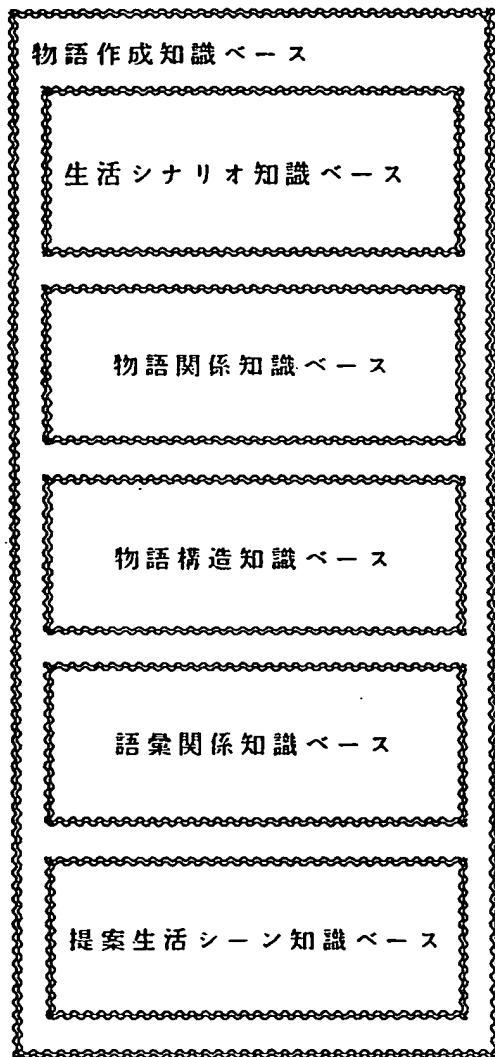 物語作成知識ベース
生活シナリオ知識ベース
物語関係知識ベース
物語構造知識ベース
語彙関係知識ベース
提案生活シーン知識ベース